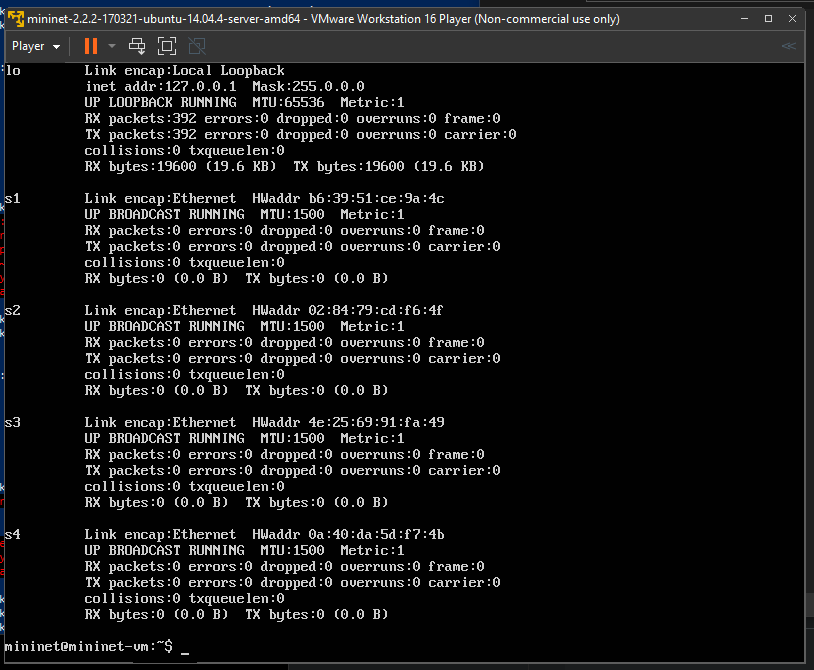 mininet-2.2.2-170321-ubuntu-14.04.4-server-amd64 - VMware Workstation 16 Player (Non-commercial use only)
Player
lo Link encap:Local Loopback
inet addr:127.0.0.1 Mask:255.0.0.0
UP LOOPBACK RUNNING MTU:65536 Metric:1
RX packets:392 errors:0 dropped:0 overruns:0 frame:0
TX packets:392 errors:0 dropped:0 overruns:0 carrier:0
collisions:0 txqueuelen:0
RX bytes:19600 (19.6 KB) TX bytes:19600 (19.6 KB)
s1 Link encap:Ethernet HWaddr b6:39:51:ce:9a:4c
UP BROADCAST RUNNING MTU:1500 Metric:1
RX packets:0 errors:0 dropped:0 overruns:0 frame:0
TX packets:0 errors:0 dropped:0 overruns:0 carrier:0
collisions:0 txqueuelen:0
RX bytes:0 (0.0 B) TX bytes:0 (0.0 B)
s2 Link encap:Ethernet HWaddr 02:84:79:cd:f6:4f
UP BROADCAST RUNNING MTU:1500 Metric:1
RX packets:0 errors:0 dropped:0 overruns:0 frame:0
TX packets:0 errors:0 dropped:0 overruns:0 carrier:0
collisions:0 txqueuelen:0
RX bytes:0 (0.0 B) TX bytes:0 (0.0 B)
s3 Link encap:Ethernet HWaddr 4e:25:69:91:fa:49
UP BROADCAST RUNNING MTU:1500 Metric:1
RX packets:0 errors:0 dropped:0 overruns:0 frame:0
TX packets:0 errors:0 dropped:0 overruns:0 carrier:0
collisions:0 txqueuelen:0
RX bytes:0 (0.0 B) TX bytes:0 (0.0 B)
s4 Link encap:Ethernet HWaddr 0a:40:da:5d:f7:4b
UP BROADCAST RUNNING MTU:1500 Metric:1
RX packets:0 errors:0 dropped:0 overruns:0 frame:0
TX packets:0 errors:0 dropped:0 overruns:0 carrier:0
collisions:0 txqueuelen:0
RX bytes:0 (0.0 B) TX bytes:0 (0.0 B)
mininet@mininet-vm:~$ _